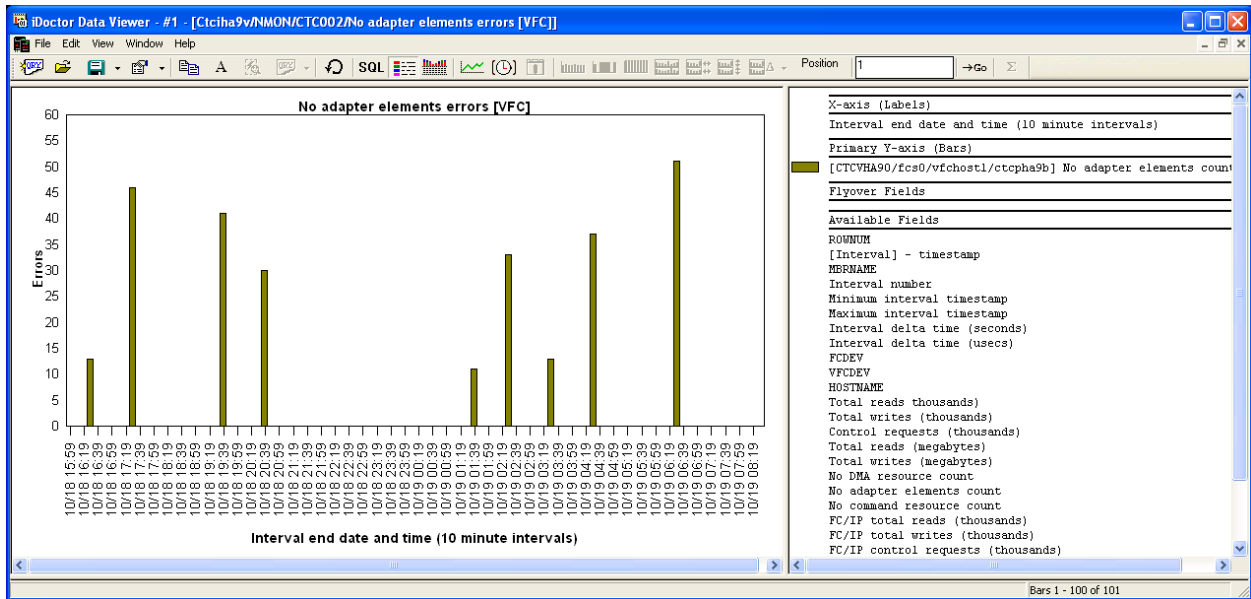 iDoctor Data Viewer - #1 - [Ctciha9v/NMON/CTC002/No adapter elements errors [VFC]]
File Edit View Window Help
QRY A QRY SQL Position 1 →Go Σ
No adapter elements errors [VFC]
60
55
50
45
40
35
30
25
20
15
10
5
0
Errors
10/18 15:59
10/18 16:19
10/18 16:39
10/18 16:59
10/18 17:19
10/18 17:39
10/18 17:59
10/18 18:19
10/18 18:39
10/18 18:59
10/18 19:19
10/18 19:39
10/18 19:59
10/18 20:19
10/18 20:39
10/18 20:59
10/18 21:19
10/18 21:39
10/18 21:59
10/18 22:19
10/18 22:39
10/18 22:59
10/18 23:19
10/18 23:39
10/18 23:59
10/19 00:19
10/19 00:39
10/19 00:59
10/19 01:19
10/19 01:39
10/19 01:59
10/19 02:19
10/19 02:39
10/19 02:59
10/19 03:19
10/19 03:39
10/19 03:59
10/19 04:19
10/19 04:39
10/19 04:59
10/19 05:19
10/19 05:39
10/19 05:59
10/19 06:19
10/19 06:39
10/19 06:59
10/19 07:19
10/19 07:39
10/19 07:59
10/19 08:19
Interval end date and time (10 minute intervals)
X-axis (Labels)
Interval end date and time (10 minute intervals)
Primary Y-axis (Bars)
[CTCVHA90/fcs0/vfchost1/ctcpha9b] No adapter elements coun
Flyover Fields
Available Fields
ROWNUM
[Interval] - timestamp
MBRNAME
Interval number
Minimum interval timestamp
Maximum interval timestamp
Interval delta time (seconds)
Interval delta time (usecs)
FCDEV
VFCDEV
HOSTNAME
Total reads thousands)
Total writes (thousands)
Control requests (thousands)
Total reads (megabytes)
Total writes (megabytes)
No DMA resource count
No adapter elements count
No command resource count
FC/IP total reads (thousands)
FC/IP total writes (thousands)
FC/IP control requests (thousands)
Bars 1 - 100 of 101